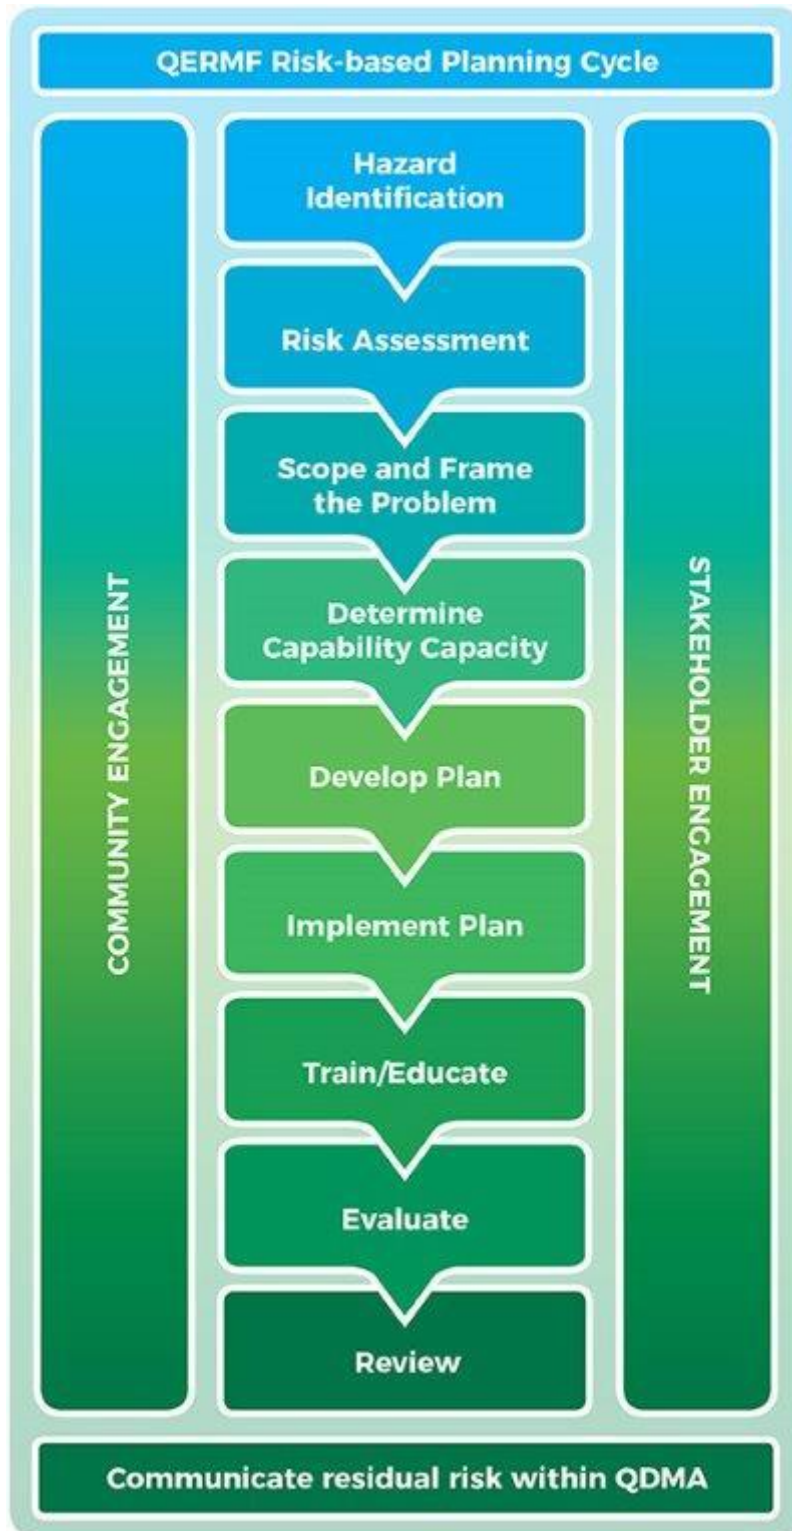 QERMF Risk-based Planning Cycle
COMMUNITY ENGAGEMENT
Hazard
Identification
Risk Assessment
Scope and Frame
the Problem
Determine
Capability Capacity
Develop Plan
Implement Plan
Train/Educate
Evaluate
Review
STAKEHOLDER ENGAGEMENT
Communicate residual risk within QDMA